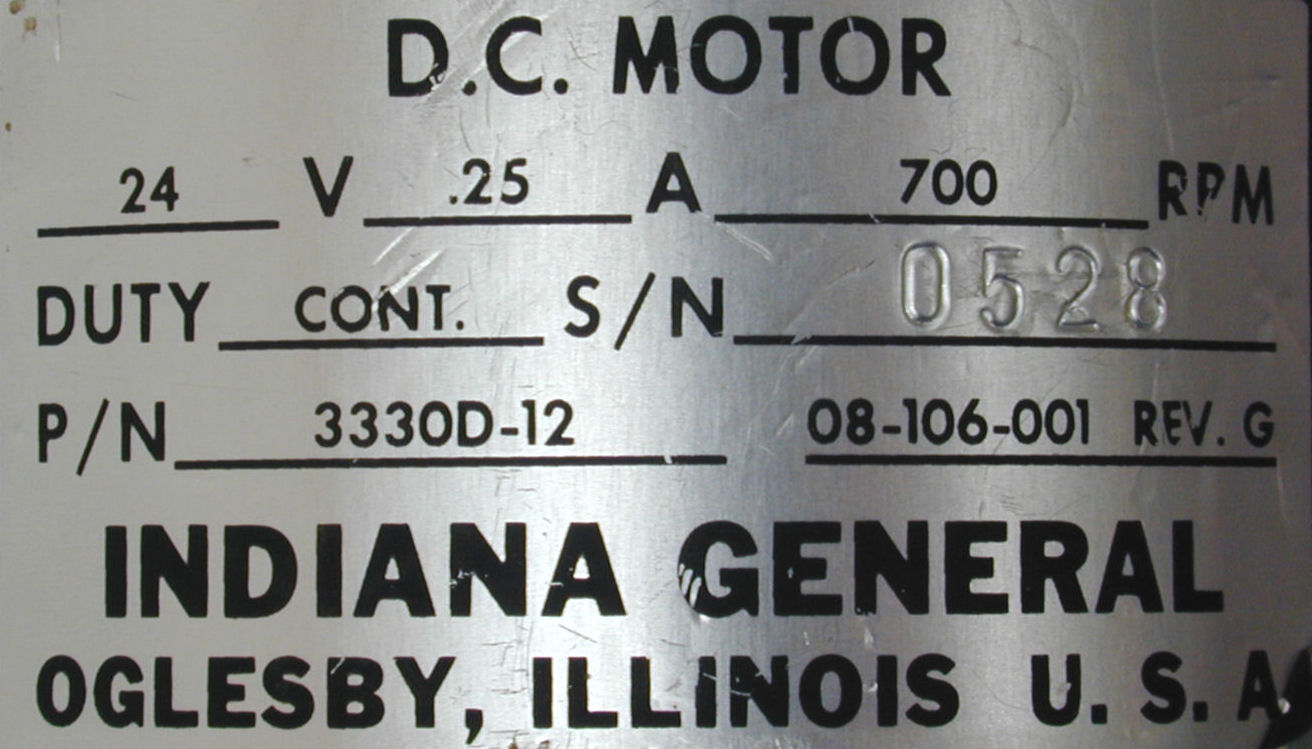 D.C. MOTOR
24 V .25 A 700 RPM
DUTY CONT. S/N 0528
P/N 3330D-12 08-106-001 REV. G
INDIANA GENERAL
OGLESBY, ILLINOIS U.S.A.